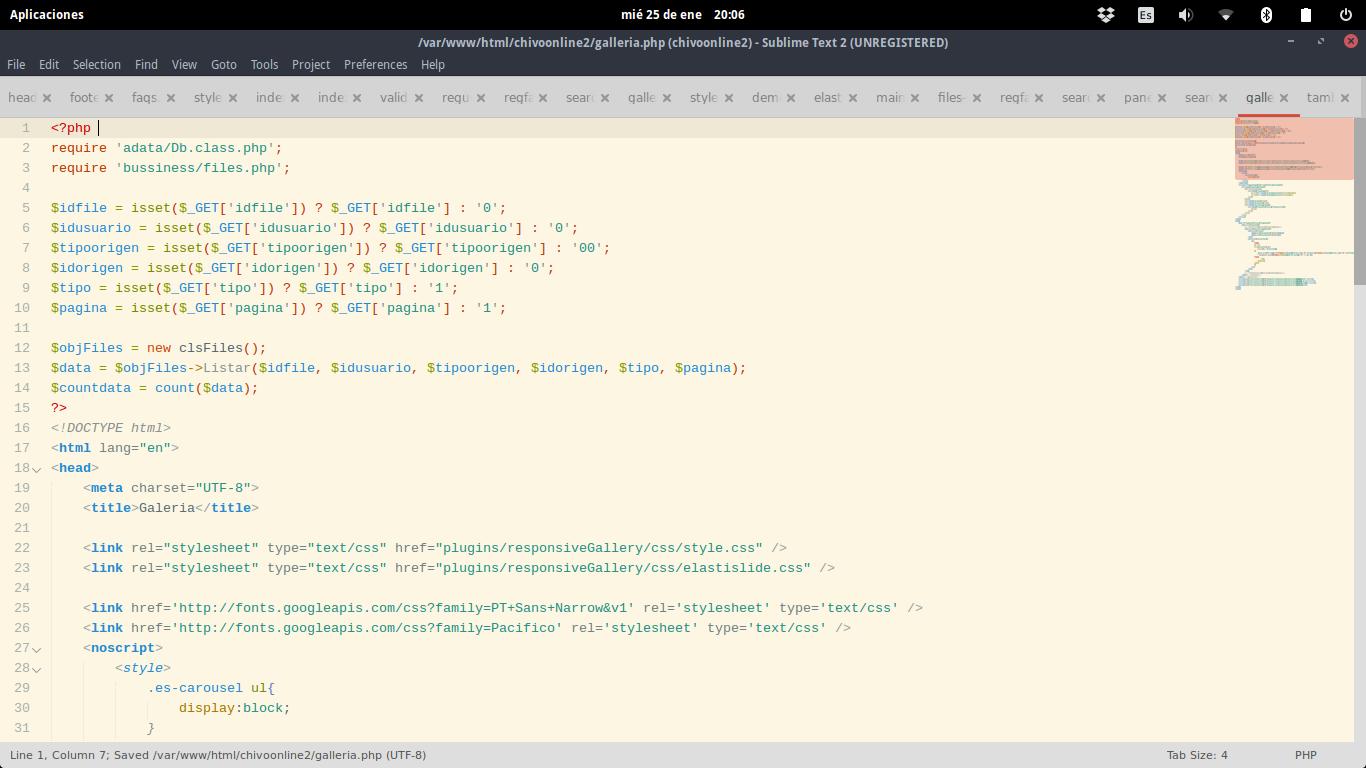 Aplicaciones mié 25 de ene 20:06 Es
/var/www/html/chivoonline2/galleria.php (chivoonline2) - Sublime Text 2 (UNREGISTERED)
File Edit Selection Find View Goto Tools Project Preferences Help
head foote faqs. style inde inde valid requ regfa sear galle style dem elast main files- regfa sear pane sear galle taml
1 <?php
2 require 'adata/Db.class.php';
3 require 'bussiness/files.php';
4
5 $idfile = isset($_GET['idfile']) ? $_GET['idfile'] : '0';
6 $idusuario = isset($_GET['idusuario']) ? $_GET['idusuario'] : '0';
7 $tipoorigen = isset($_GET['tipoorigen']) ? $_GET['tipoorigen'] : '00';
8 $idorigen = isset($_GET['idorigen']) ? $_GET['idorigen'] : '0';
9 $tipo = isset($_GET['tipo']) ? $_GET['tipo'] : '1';
10 $pagina = isset($_GET['pagina']) ? $_GET['pagina'] : '1';
11
12 $objFiles = new clsFiles();
13 $data = $objFiles->Listar($idfile, $idusuario, $tipoorigen, $idorigen, $tipo, $pagina);
14 $countdata = count($data);
15 ?>
16 <!DOCTYPE html>
17 <html lang="en">
18 <head>
19 <meta charset="UTF-8">
20 <title>Galeria</title>
21
22 <link rel="stylesheet" type="text/css" href="plugins/responsiveGallery/css/style.css" />
23 <link rel="stylesheet" type="text/css" href="plugins/responsiveGallery/css/elastislide.css" />
24
25 <link href='http://fonts.googleapis.com/css?family=PT+Sans+Narrow&v1' rel='stylesheet' type='text/css' />
26 <link href='http://fonts.googleapis.com/css?family=Pacifico' rel='stylesheet' type='text/css' />
27 <noscript>
28 <style>
29 .es-carousel ul{
30 display:block;
31 }
Line 1, Column 7; Saved /var/www/html/chivoonline2/galleria.php (UTF-8) Tab Size: 4 PHP